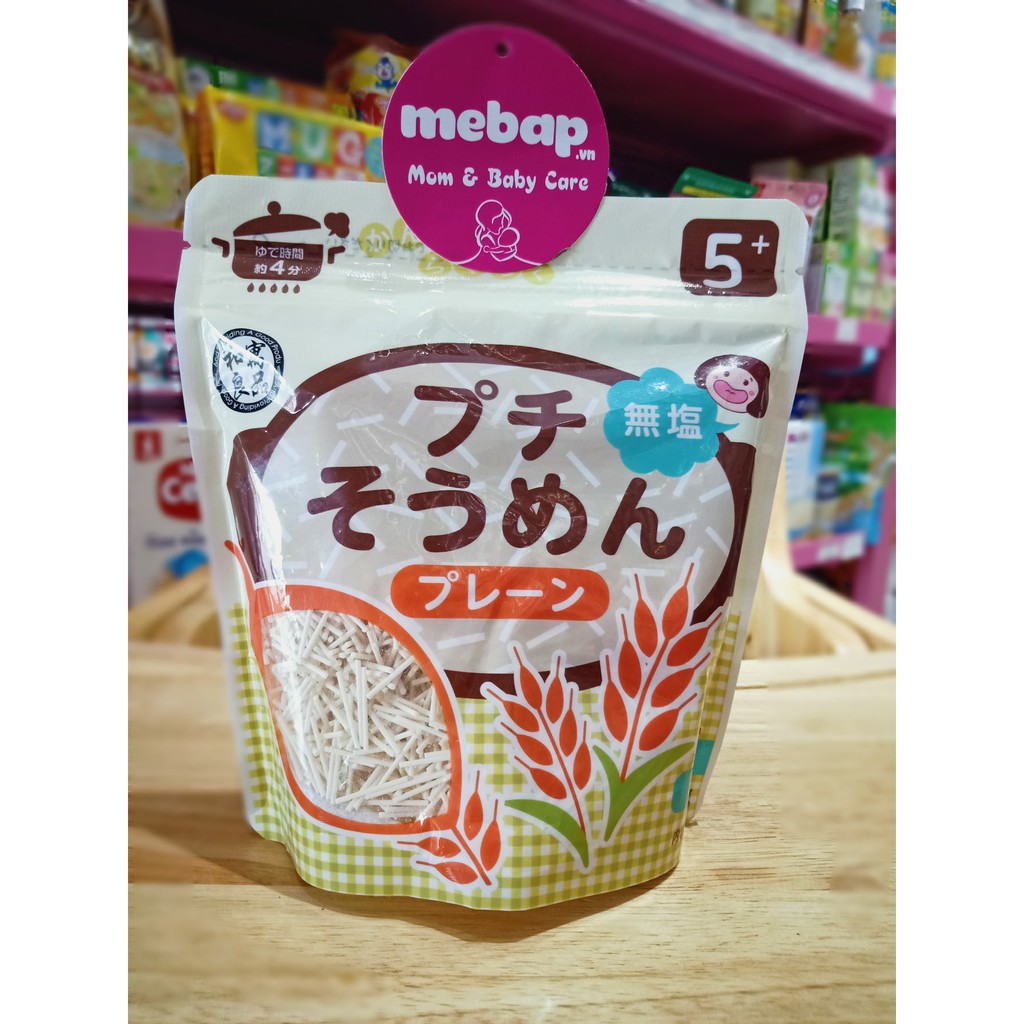 mebap.vn
Mom & Baby Care
ゆで時間
約4分
5+
プチ
無塩
そうめん
プレーン
MUG